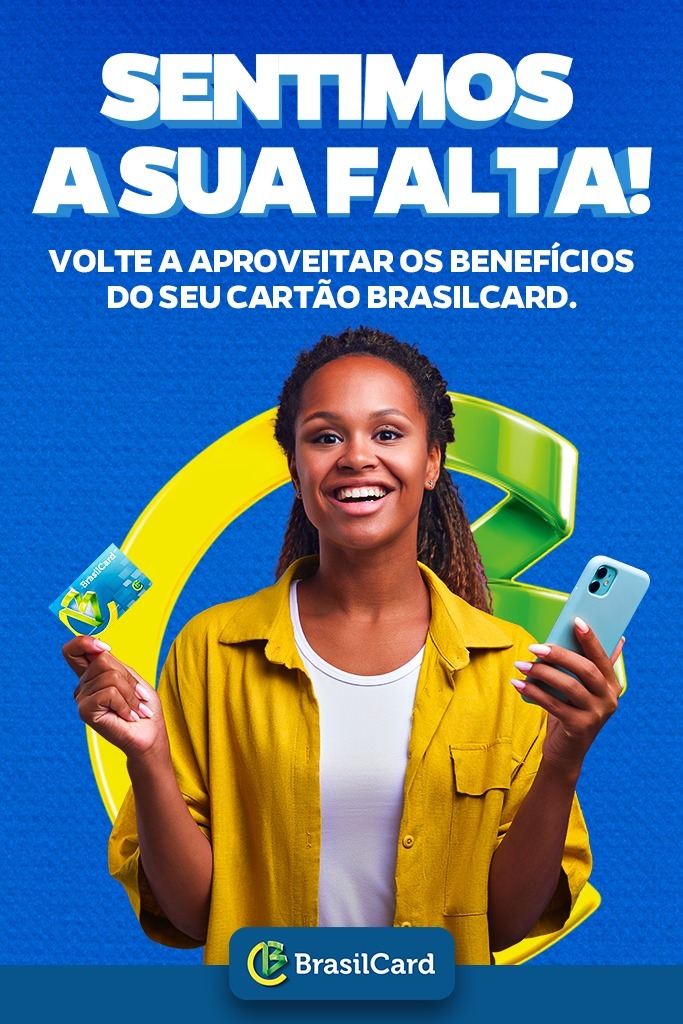 SENTIMOS
A SUA FALTA!
VOLTE A APROVEITAR OS BENEFÍCIOS
DO SEU CARTÃO BRASILCARD.
BrasilCard
BrasilCard